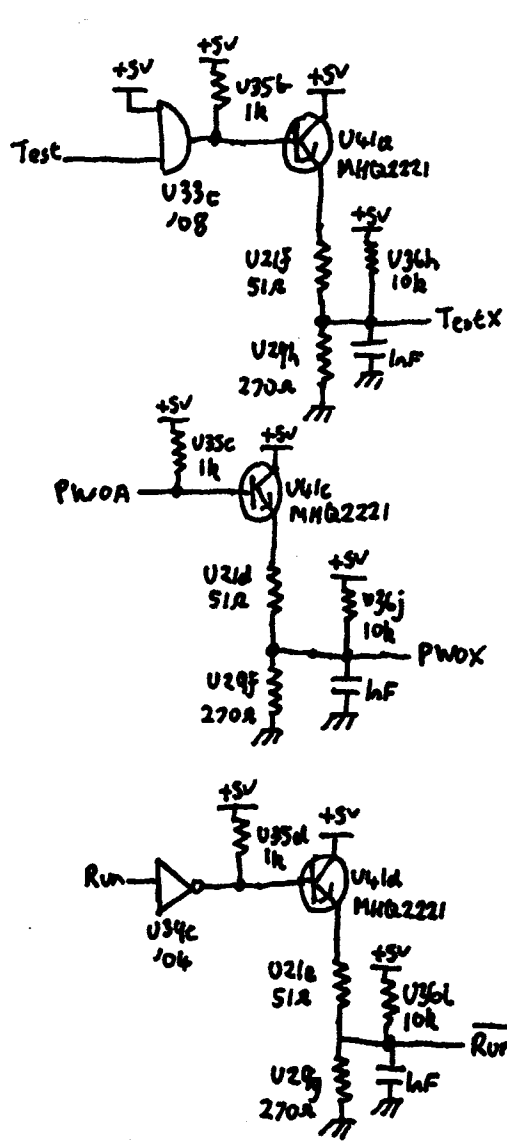 +5V
+5V
U35b
1k
+5V
Test
U33c
'08
U41a
MHQ2221
+5V
U21f
51Ω
U36h
10k
TestX
U29h
270Ω
1nF
+5V
U35c
1k
+5V
PWOA
U41c
MHQ2221
U21d
51Ω
+5V
U36j
10k
PWOX
U29f
270Ω
1nF
+5V
U35d
1k
+5V
Run
U34c
'04
U41d
MHQ2221
U21e
51Ω
+5V
U36i
10k
Run
U29g
270Ω
1nF